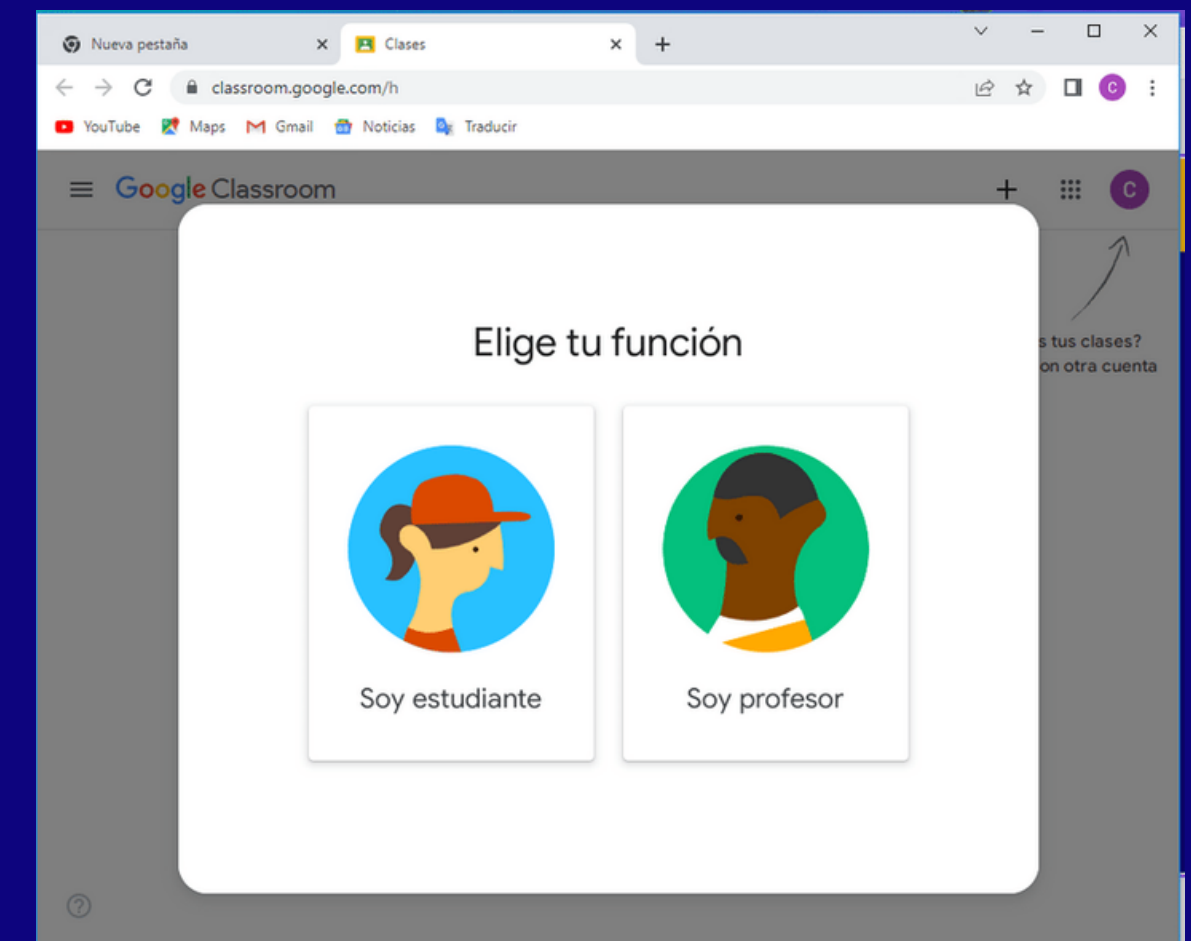 Nueva pestaña
Clases
classroom.google.com/h
C
YouTube Maps Gmail Noticias Traducir
Google Classroom
C
s tus clases?
on otra cuenta
Elige tu función
Soy estudiante
Soy profesor